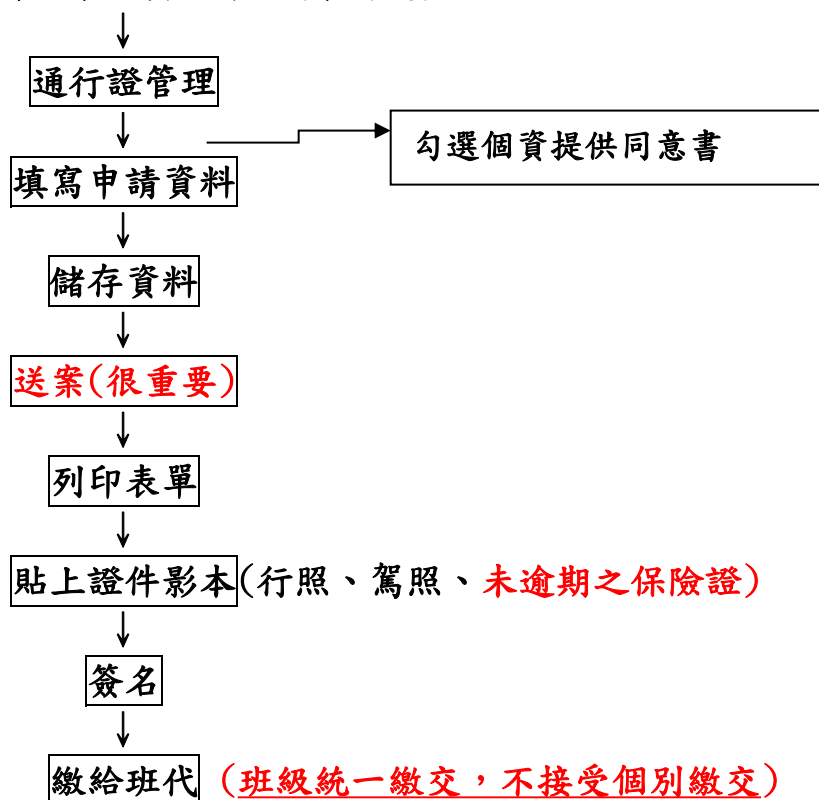 通行證管理
勾選個資提供同意書
填寫申請資料
儲存資料
送案(很重要)
列印表單
貼上證件影本(行照、駕照、未逾期之保險證)
簽名
繳給班代 (班級統一繳交，不接受個別繳交)